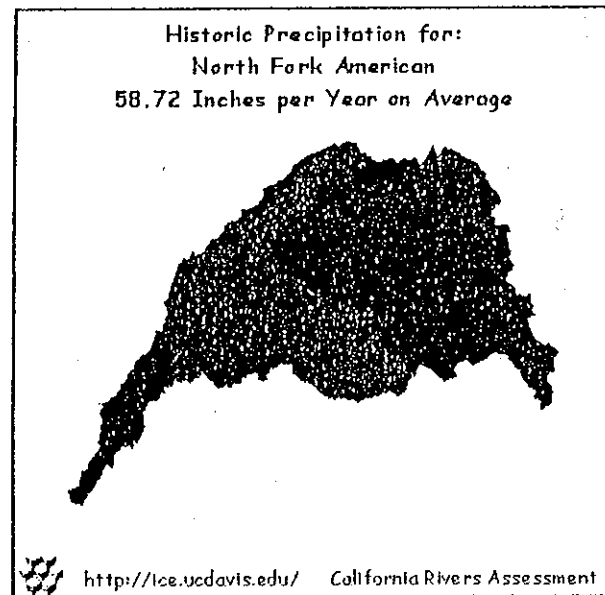 Historic Precipitation for:
North Fork American
58.72 Inches per Year on Average
http://ice.ucdavis.edu/ California Rivers Assessment